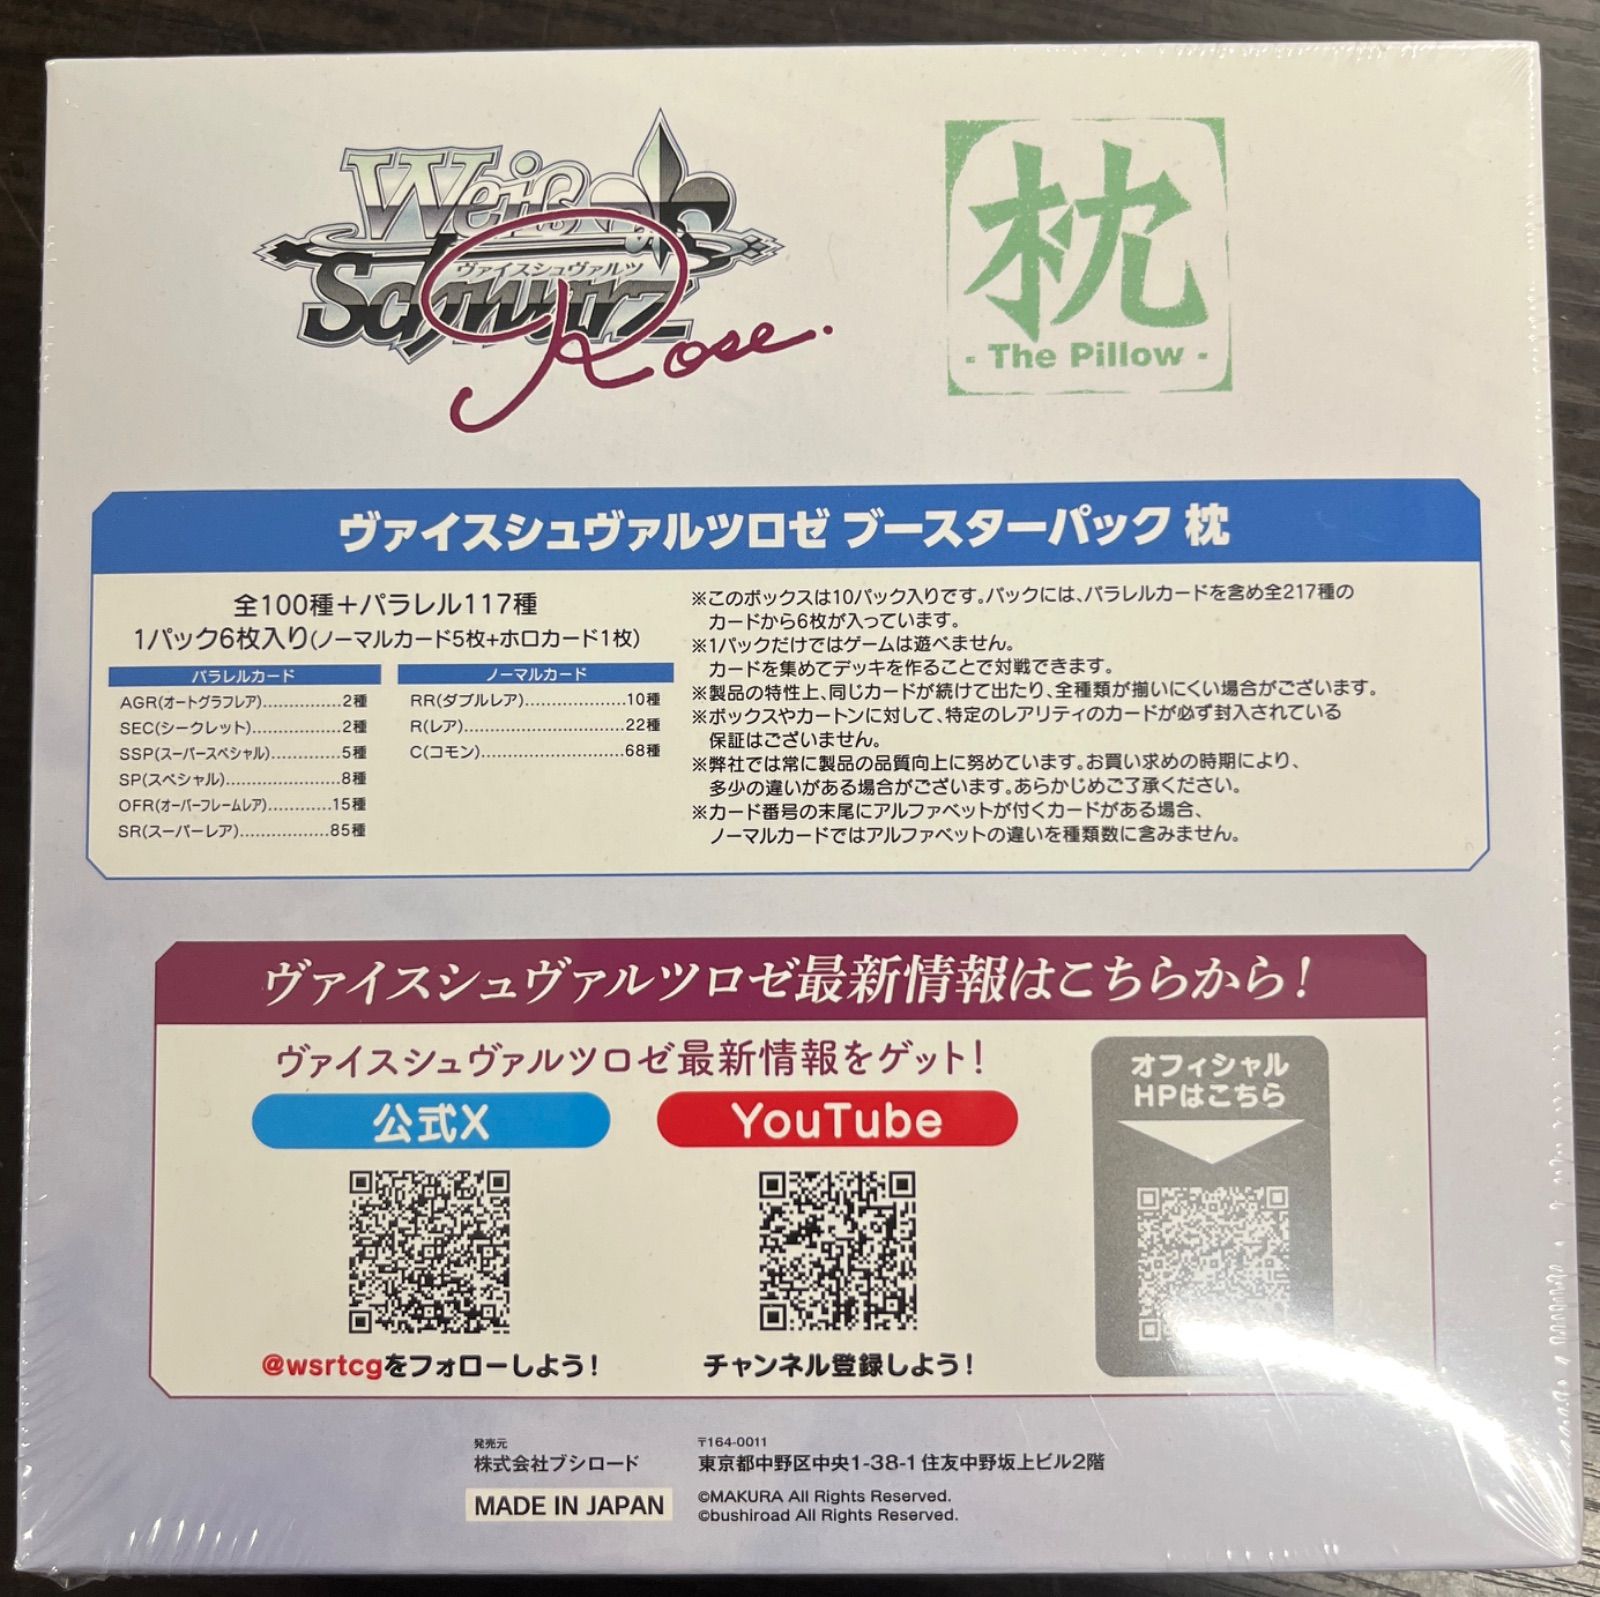 Weiß Schwarz
ヴァイスシュヴァルツ
Rose.
枕
- The Pillow -
ヴァイスシュヴァルツロゼ ブースターパック 枕
全100種+パラレル117種
1パック6枚入り(ノーマルカード5枚+ホロカード1枚)
パラレルカード
AGR(オートグラフレア)..............2種
SEC(シークレット)..............2種
SSP(スーパースペシャル)............5種
SP(スペシャル)....................8種
OFR(オーバーフレームレア)...........15種
SR(スーパーレア)................85種
ノーマルカード
RR(ダブルレア)..................10種
R(レア)............................22種
C(コモン).........................68種
※このボックスは10パック入りです。パックには、パラレルカードを含め全217種の
カードから6枚が入っています。
※1パックだけではゲームは遊べません。
カードを集めてデッキを作ることで対戦できます。
※製品の特性上、同じカードが続けて出たり、全種類が揃いにくい場合がございます。
※ボックスやカートンに対して、特定のレアリティのカードが必ず封入されている
保証はございません。
※弊社では常に製品の品質向上に努めています。お買い求めの時期により、
多少の違いがある場合がございます。あらかじめご了承ください。
※カード番号の末尾にアルファベットが付くカードがある場合、
ノーマルカードではアルファベットの違いを種類数に含みません。
ヴァイスシュヴァルツロゼ最新情報はこちらから!
ヴァイスシュヴァルツロゼ最新情報をゲット!
公式X
@wsrtcgをフォローしよう!
YouTube
チャンネル登録しよう!
オフィシャル
HPはこちら
発売元
株式会社ブシロード
MADE IN JAPAN
〒164-0011
東京都中野区中央1-38-1 住友中野坂上ビル2階
©MAKURA All Rights Reserved.
©bushiroad All Rights Reserved.